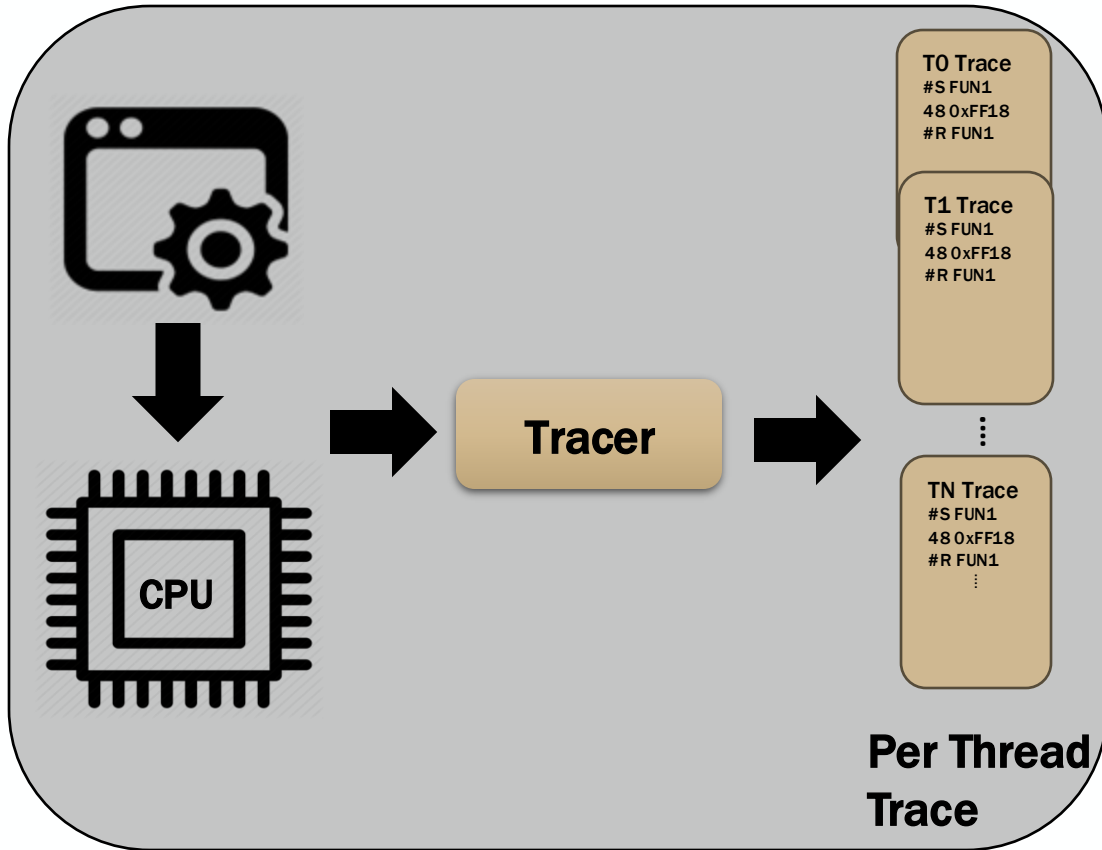 T0 Trace
#S FUN1
48 0xFF18
#R FUN1
T1 Trace
#S FUN1
48 0xFF18
#R FUN1
Tracer
TN Trace
#S FUN1
48 0xFF18
#R FUN1
CPU
Per Thread
Trace